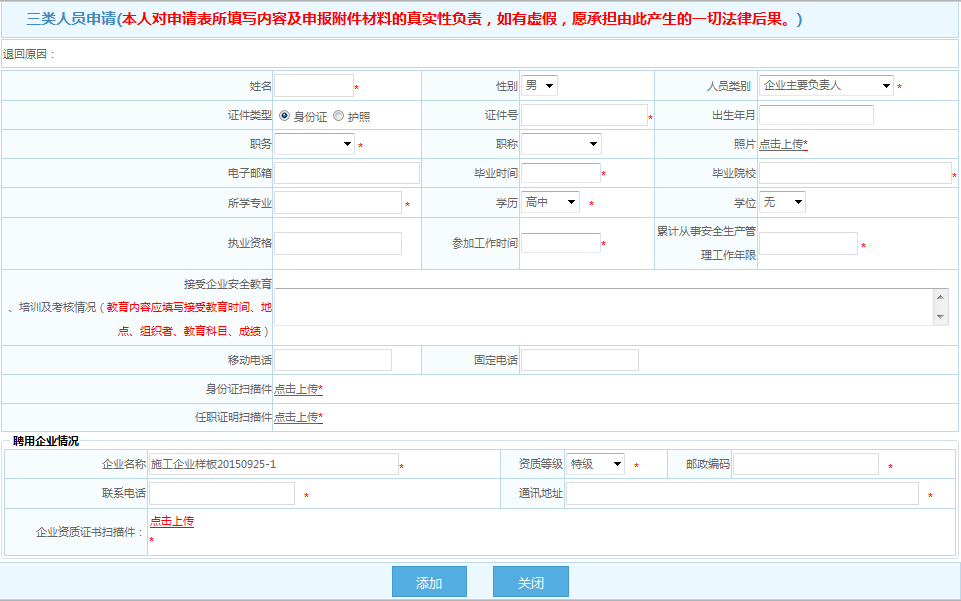 三类人员申请(本人对申请表所填写内容及申报附件材料的真实性负责，如有虚假，愿承担由此产生的一切法律后果。)
退回原因：
姓名 * 性别 男 人员类别 企业主要负责人 *
证件类型 身份证 护照 证件号 * 出生年月
职务 * 职称 照片 点击上传*
电子邮箱 毕业时间 * 毕业院校 *
所学专业 * 学历 高中 * 学位 无
执业资格 参加工作时间 * 累计从事安全生产管
理工作年限 *
接受企业安全教育
、培训及考核情况（教育内容应填写接受教育时间、地
点、组织者、教育科目、成绩）
移动电话 固定电话
身份证扫描件 点击上传*
任职证明扫描件 点击上传*
聘用企业情况
企业名称 施工企业样板20150925-1 * 资质等级 特级 * 邮政编码 *
联系电话 * 通讯地址 *
企业资质证书扫描件： 点击上传
*
添加 关闭